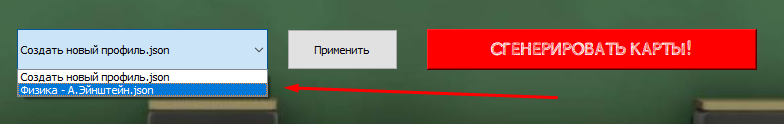 Создать новый профиль.json
Применить
СГЕНЕРИРОВАТЬ КАРТЫ!
Создать новый профиль.json
Физика - А.Эйнштейн.json